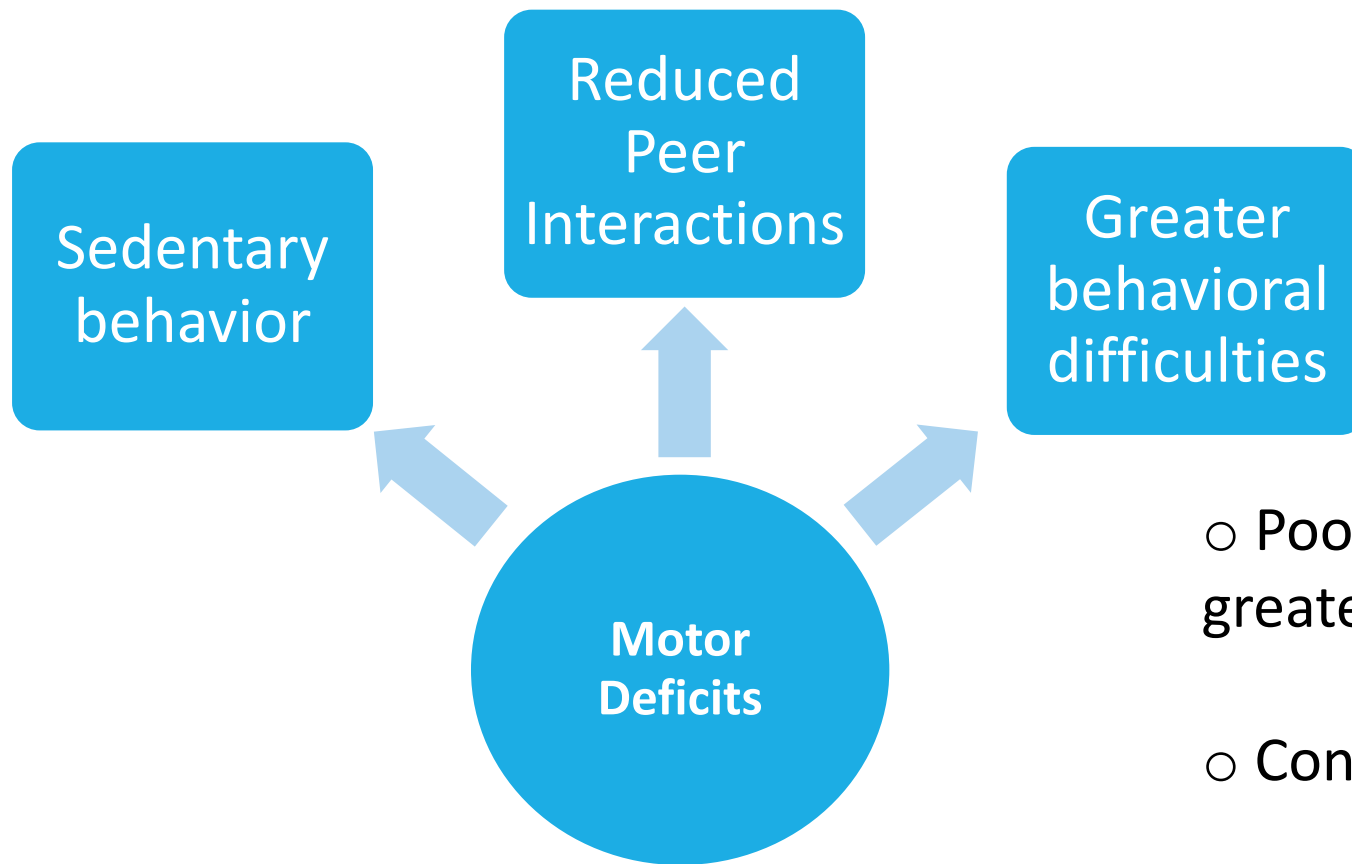 Reduced
Peer
Interactions
Sedentary
behavior
Greater
behavioral
difficulties
Motor
Deficits
○
○